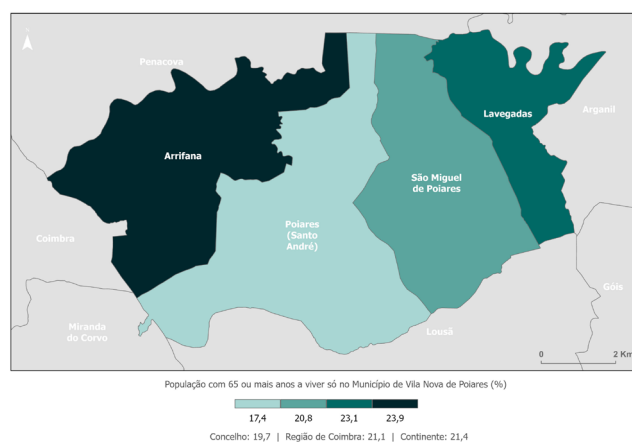 Penacova
Arrifana
Lavegadas
Arganil
São Miguel
de Poiares
Poiares
(Santo
André)
Coimbra
Góis
Miranda
do Corvo
Lousã
0 2 Km
População com 65 ou mais anos a viver só no Município de Vila Nova de Poiares (%)
17,4 20,8 23,1 23,9
Concelho: 19,7 | Região de Coimbra: 21,1 | Continente: 21,4